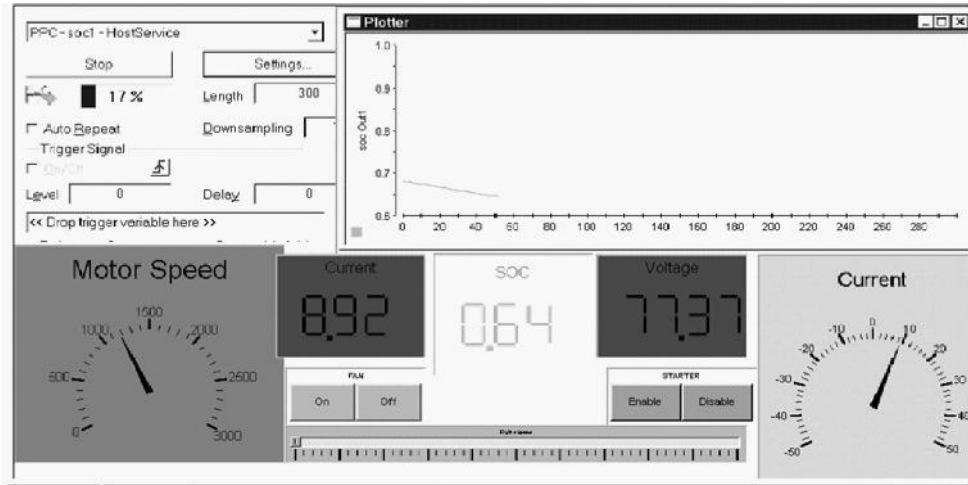 PPC - soc1 - HostService
Stop
Settings...
17 %
Length 300
Auto Repeat
Downsampling
Trigger Signal
On/Off
Level 0
Delay 0
<< Drop trigger variable here >>
Plotter
soc Out1
1.0
0.9
0.8
0.7
0.6
0 20 40 60 80 100 120 140 160 180 200 220 240 260 280
Motor Speed
0 500 1000 1500 2000 2500 3000
Current
8.92
SOC
0.64
Voltage
77.37
FAN
On Off
STARTER
Enable Disable
Current
-50 -40 -30 -20 -10 0 10 20 30 40 50